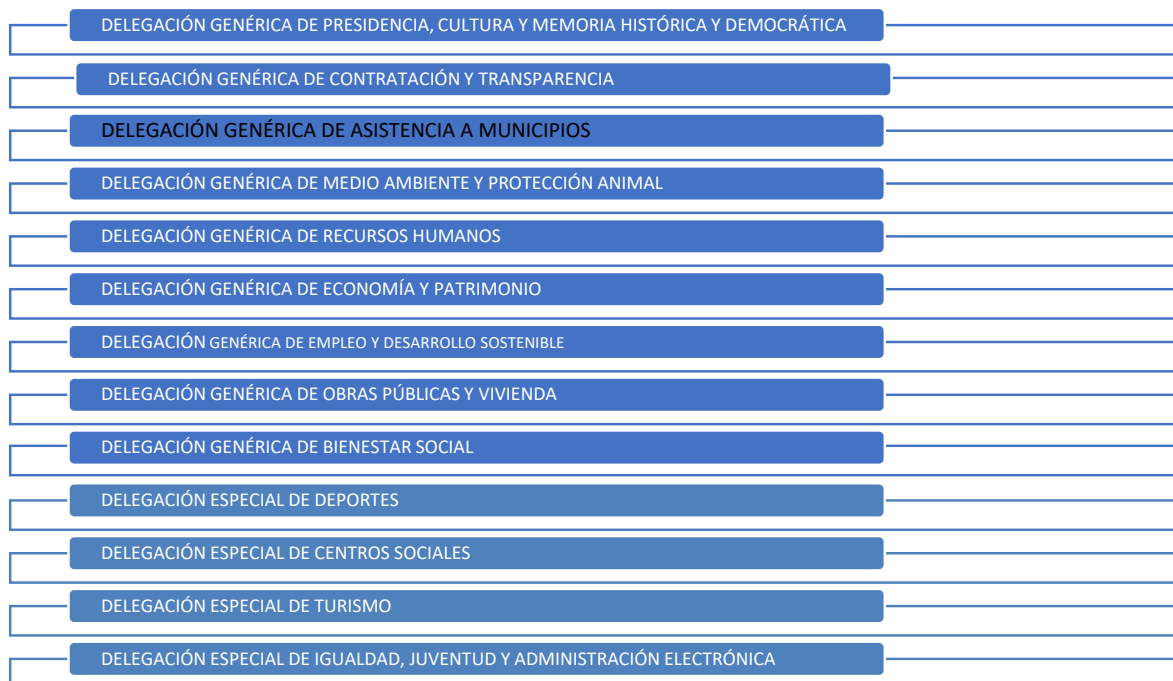 DELEGACIÓN GENÉRICA DE PRESIDENCIA, CULTURA Y MEMORIA HISTÓRICA Y DEMOCRÁTICA
DELEGACIÓN GENÉRICA DE CONTRATACIÓN Y TRANSPARENCIA
DELEGACIÓN GENÉRICA DE ASISTENCIA A MUNICIPIOS
DELEGACIÓN GENÉRICA DE MEDIO AMBIENTE Y PROTECCIÓN ANIMAL
DELEGACIÓN GENÉRICA DE RECURSOS HUMANOS
DELEGACIÓN GENÉRICA DE ECONOMÍA Y PATRIMONIO
DELEGACIÓN GENÉRICA DE EMPLEO Y DESARROLLO SOSTENIBLE
DELEGACIÓN GENÉRICA DE OBRAS PÚBLICAS Y VIVIENDA
DELEGACIÓN GENÉRICA DE BIENESTAR SOCIAL
DELEGACIÓN ESPECIAL DE DEPORTES
DELEGACIÓN ESPECIAL DE CENTROS SOCIALES
DELEGACIÓN ESPECIAL DE TURISMO
DELEGACIÓN ESPECIAL DE IGUALDAD, JUVENTUD Y ADMINISTRACIÓN ELECTRÓNICA